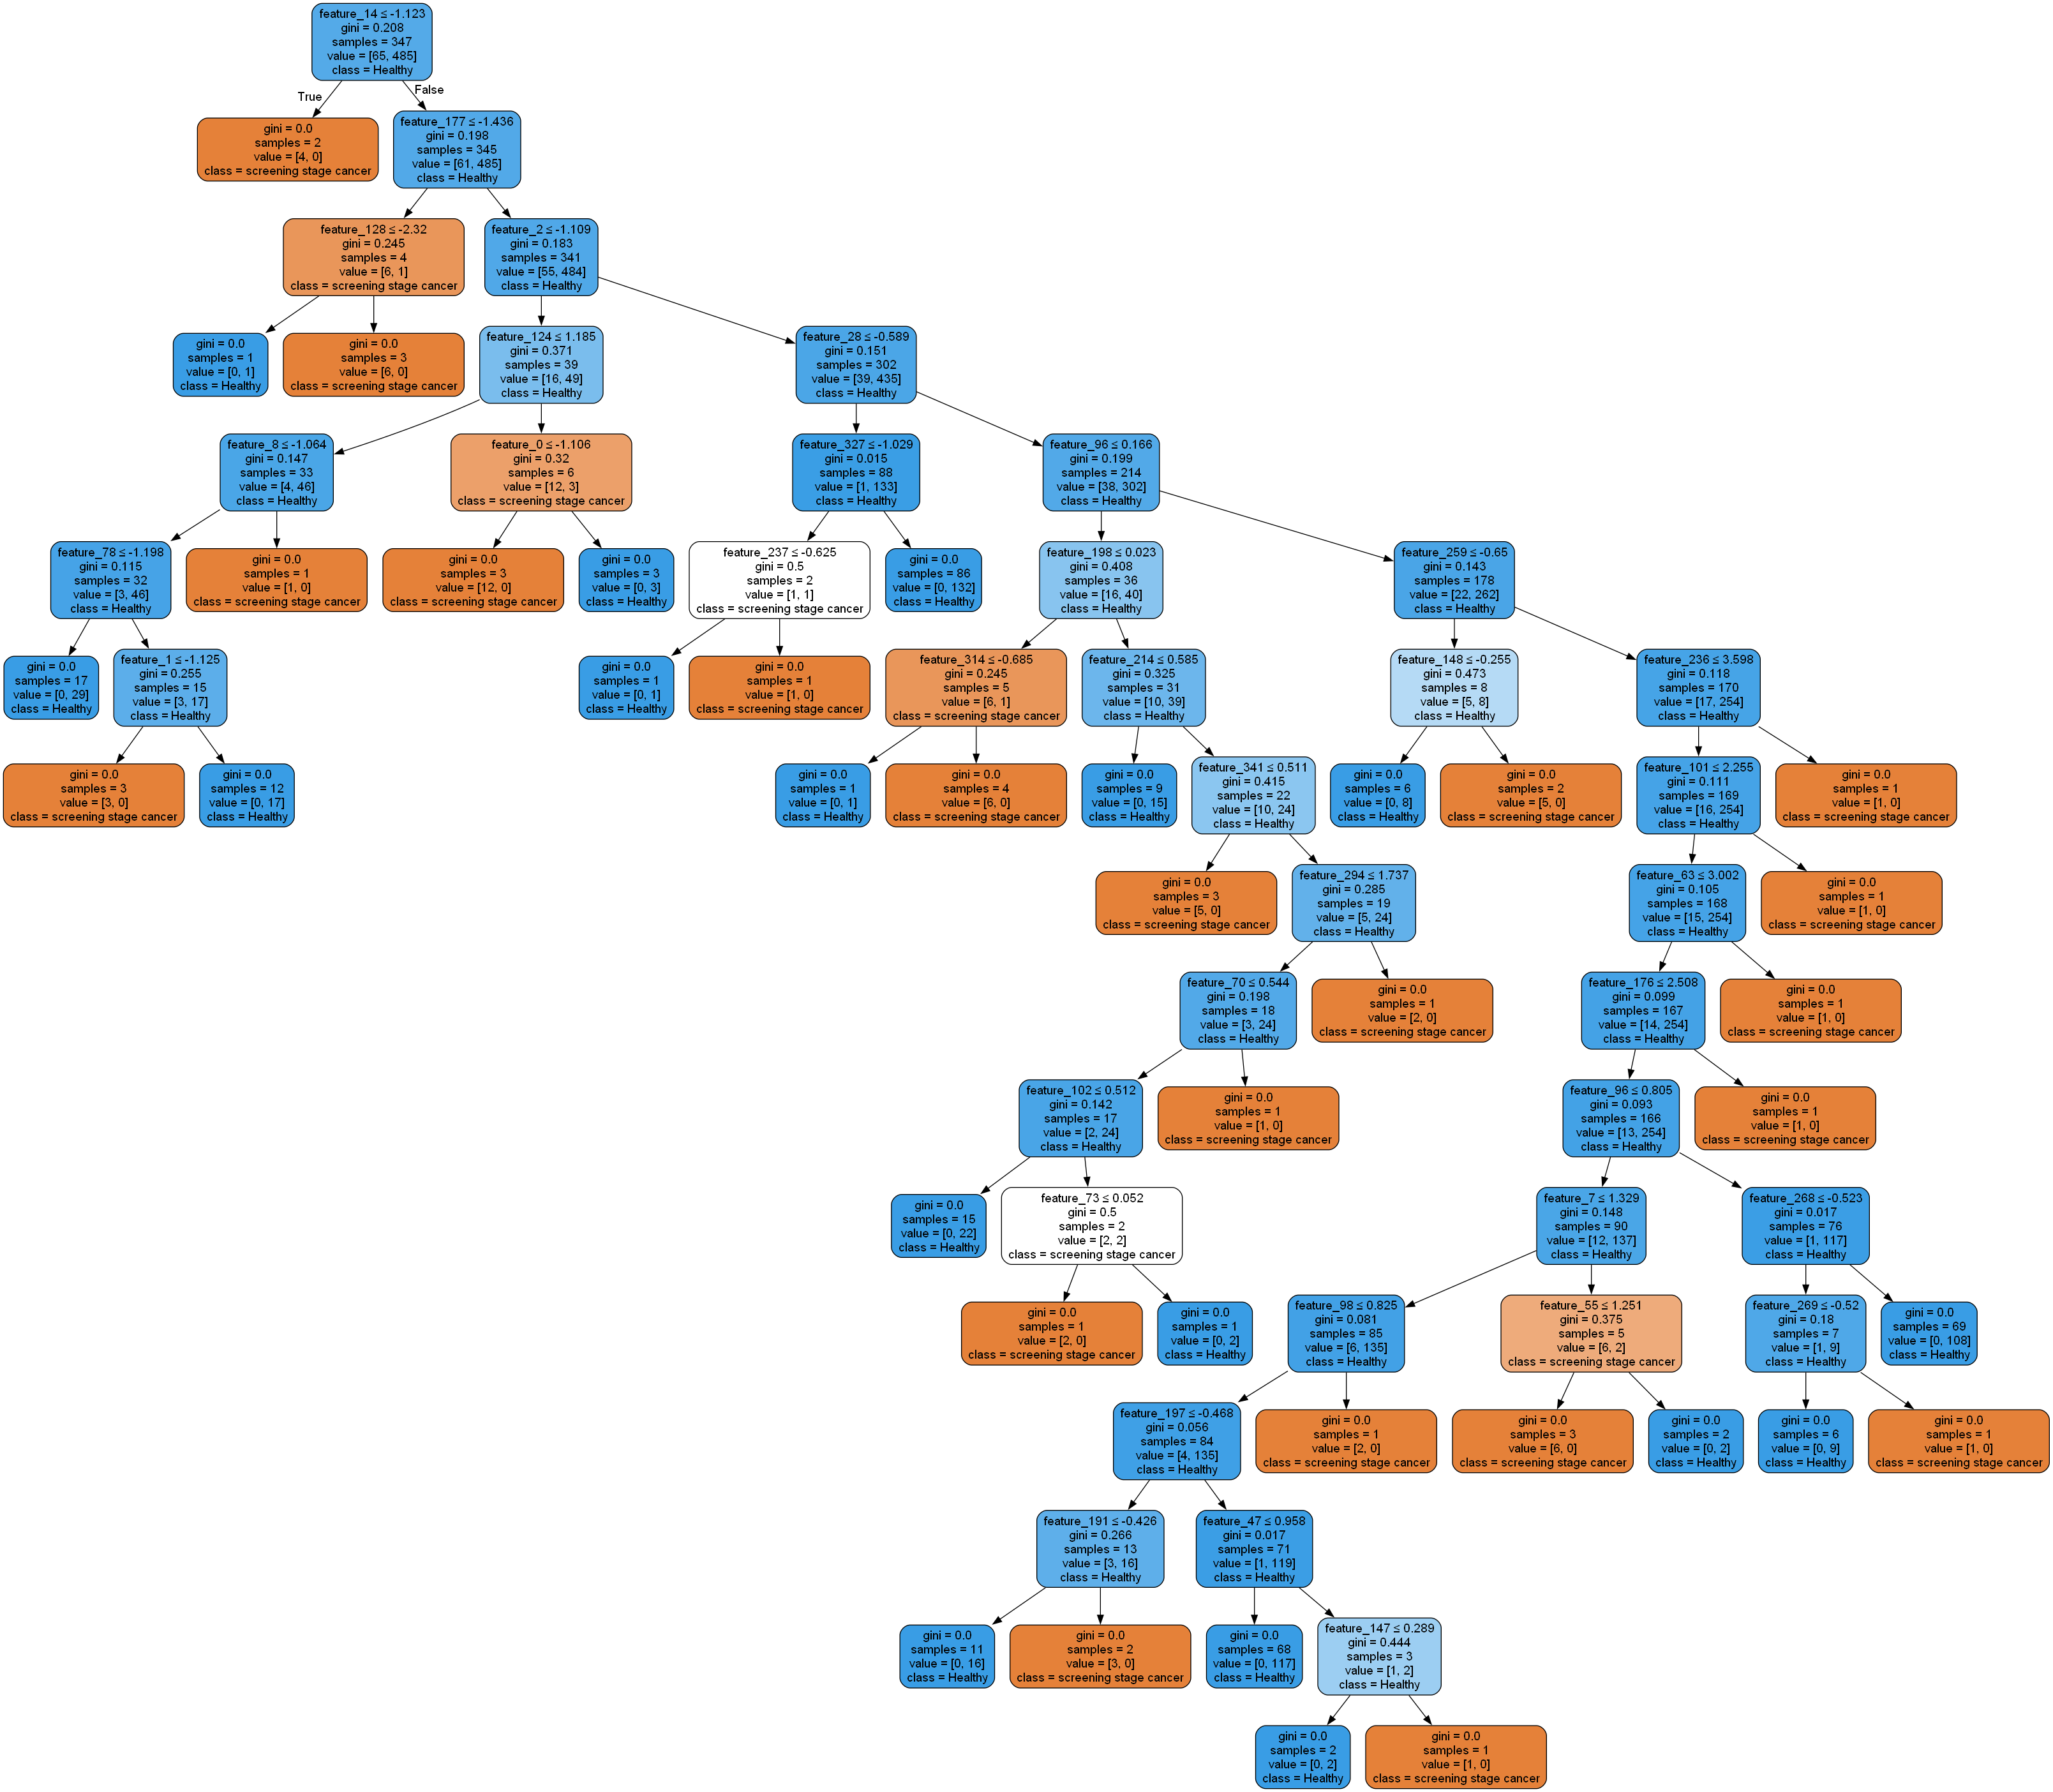 feature_14 ≤ -1.123
gini = 0.208
samples = 347
value = [65, 485]
class = Healthy
True
False
gini = 0.0
samples = 2
value = [4, 0]
class = screening stage cancer
feature_177 ≤ -1.436
gini = 0.198
samples = 345
value = [61, 485]
class = Healthy
feature_128 ≤ -2.32
gini = 0.245
samples = 4
value = [6, 1]
class = screening stage cancer
feature_2 ≤ -1.109
gini = 0.183
samples = 341
value = [55, 484]
class = Healthy
gini = 0.0
samples = 1
value = [0, 1]
class = Healthy
gini = 0.0
samples = 3
value = [6, 0]
class = screening stage cancer
feature_124 ≤ 1.185
gini = 0.371
samples = 39
value = [16, 49]
class = Healthy
feature_28 ≤ -0.589
gini = 0.151
samples = 302
value = [39, 435]
class = Healthy
feature_8 ≤ -1.064
gini = 0.147
samples = 33
value = [4, 46]
class = Healthy
feature_0 ≤ -1.106
gini = 0.32
samples = 6
value = [12, 3]
class = screening stage cancer
feature_327 ≤ -1.029
gini = 0.015
samples = 88
value = [1, 133]
class = Healthy
feature_96 ≤ 0.166
gini = 0.199
samples = 214
value = [38, 302]
class = Healthy
feature_78 ≤ -1.198
gini = 0.115
samples = 32
value = [3, 46]
class = Healthy
gini = 0.0
samples = 1
value = [1, 0]
class = screening stage cancer
gini = 0.0
samples = 3
value = [12, 0]
class = screening stage cancer
gini = 0.0
samples = 3
value = [0, 3]
class = Healthy
feature_237 ≤ -0.625
gini = 0.5
samples = 2
value = [1, 1]
class = screening stage cancer
gini = 0.0
samples = 86
value = [0, 132]
class = Healthy
feature_198 ≤ 0.023
gini = 0.408
samples = 36
value = [16, 40]
class = Healthy
feature_259 ≤ -0.65
gini = 0.143
samples = 178
value = [22, 262]
class = Healthy
gini = 0.0
samples = 17
value = [0, 29]
class = Healthy
feature_1 ≤ -1.125
gini = 0.255
samples = 15
value = [3, 17]
class = Healthy
gini = 0.0
samples = 1
value = [0, 1]
class = Healthy
gini = 0.0
samples = 1
value = [1, 0]
class = screening stage cancer
feature_314 ≤ -0.685
gini = 0.245
samples = 5
value = [6, 1]
class = screening stage cancer
feature_214 ≤ 0.585
gini = 0.325
samples = 31
value = [10, 39]
class = Healthy
feature_148 ≤ -0.255
gini = 0.473
samples = 8
value = [5, 8]
class = Healthy
feature_236 ≤ 3.598
gini = 0.118
samples = 170
value = [17, 254]
class = Healthy
gini = 0.0
samples = 3
value = [3, 0]
class = screening stage cancer
gini = 0.0
samples = 12
value = [0, 17]
class = Healthy
gini = 0.0
samples = 1
value = [0, 1]
class = Healthy
gini = 0.0
samples = 4
value = [6, 0]
class = screening stage cancer
gini = 0.0
samples = 9
value = [0, 15]
class = Healthy
feature_341 ≤ 0.511
gini = 0.415
samples = 22
value = [10, 24]
class = Healthy
gini = 0.0
samples = 6
value = [0, 8]
class = Healthy
gini = 0.0
samples = 2
value = [5, 0]
class = screening stage cancer
feature_101 ≤ 2.255
gini = 0.111
samples = 169
value = [16, 254]
class = Healthy
gini = 0.0
samples = 1
value = [1, 0]
class = screening stage cancer
gini = 0.0
samples = 3
value = [5, 0]
class = screening stage cancer
feature_294 ≤ 1.737
gini = 0.285
samples = 19
value = [5, 24]
class = Healthy
feature_63 ≤ 3.002
gini = 0.105
samples = 168
value = [15, 254]
class = Healthy
gini = 0.0
samples = 1
value = [1, 0]
class = screening stage cancer
feature_70 ≤ 0.544
gini = 0.198
samples = 18
value = [3, 24]
class = Healthy
gini = 0.0
samples = 1
value = [2, 0]
class = screening stage cancer
feature_176 ≤ 2.508
gini = 0.099
samples = 167
value = [14, 254]
class = Healthy
gini = 0.0
samples = 1
value = [1, 0]
class = screening stage cancer
feature_102 ≤ 0.512
gini = 0.142
samples = 17
value = [2, 24]
class = Healthy
gini = 0.0
samples = 1
value = [1, 0]
class = screening stage cancer
feature_96 ≤ 0.805
gini = 0.093
samples = 166
value = [13, 254]
class = Healthy
gini = 0.0
samples = 1
value = [1, 0]
class = screening stage cancer
gini = 0.0
samples = 15
value = [0, 22]
class = Healthy
feature_73 ≤ 0.052
gini = 0.5
samples = 2
value = [2, 2]
class = screening stage cancer
feature_7 ≤ 1.329
gini = 0.148
samples = 90
value = [12, 137]
class = Healthy
feature_268 ≤ -0.523
gini = 0.017
samples = 76
value = [1, 117]
class = Healthy
gini = 0.0
samples = 1
value = [2, 0]
class = screening stage cancer
gini = 0.0
samples = 1
value = [0, 2]
class = Healthy
feature_98 ≤ 0.825
gini = 0.081
samples = 85
value = [6, 135]
class = Healthy
feature_55 ≤ 1.251
gini = 0.375
samples = 5
value = [6, 2]
class = screening stage cancer
feature_269 ≤ -0.52
gini = 0.18
samples = 7
value = [1, 9]
class = Healthy
gini = 0.0
samples = 69
value = [0, 108]
class = Healthy
feature_197 ≤ -0.468
gini = 0.056
samples = 84
value = [4, 135]
class = Healthy
gini = 0.0
samples = 1
value = [2, 0]
class = screening stage cancer
gini = 0.0
samples = 3
value = [6, 0]
class = screening stage cancer
gini = 0.0
samples = 2
value = [0, 2]
class = Healthy
gini = 0.0
samples = 6
value = [0, 9]
class = Healthy
gini = 0.0
samples = 1
value = [1, 0]
class = screening stage cancer
feature_191 ≤ -0.426
gini = 0.266
samples = 13
value = [3, 16]
class = Healthy
feature_47 ≤ 0.958
gini = 0.017
samples = 71
value = [1, 119]
class = Healthy
gini = 0.0
samples = 11
value = [0, 16]
class = Healthy
gini = 0.0
samples = 2
value = [3, 0]
class = screening stage cancer
gini = 0.0
samples = 68
value = [0, 117]
class = Healthy
feature_147 ≤ 0.289
gini = 0.444
samples = 3
value = [1, 2]
class = Healthy
gini = 0.0
samples = 2
value = [0, 2]
class = Healthy
gini = 0.0
samples = 1
value = [1, 0]
class = screening stage cancer